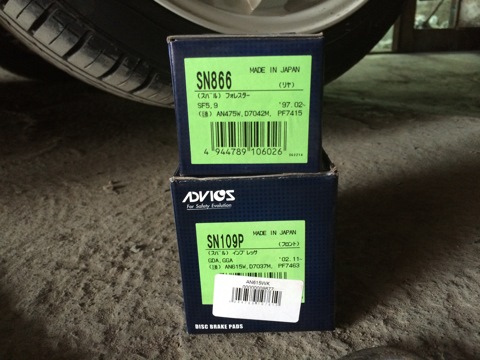 SN866
MADE IN JAPAN
(リヤ)
(スバル) フォレスター
SF5,9 '97.02-
(強) AN475W,D7042M, PF7415
4 944789 106026
ADVICS
For Safety Evolution
MADE IN JAPAN
SN109P
(フロント)
(スバル) インプレッサ
GDA,GGA '02.11-
(強) AN615W,D7037M, PF7463
AN615WK
DISC BRAKE PADS